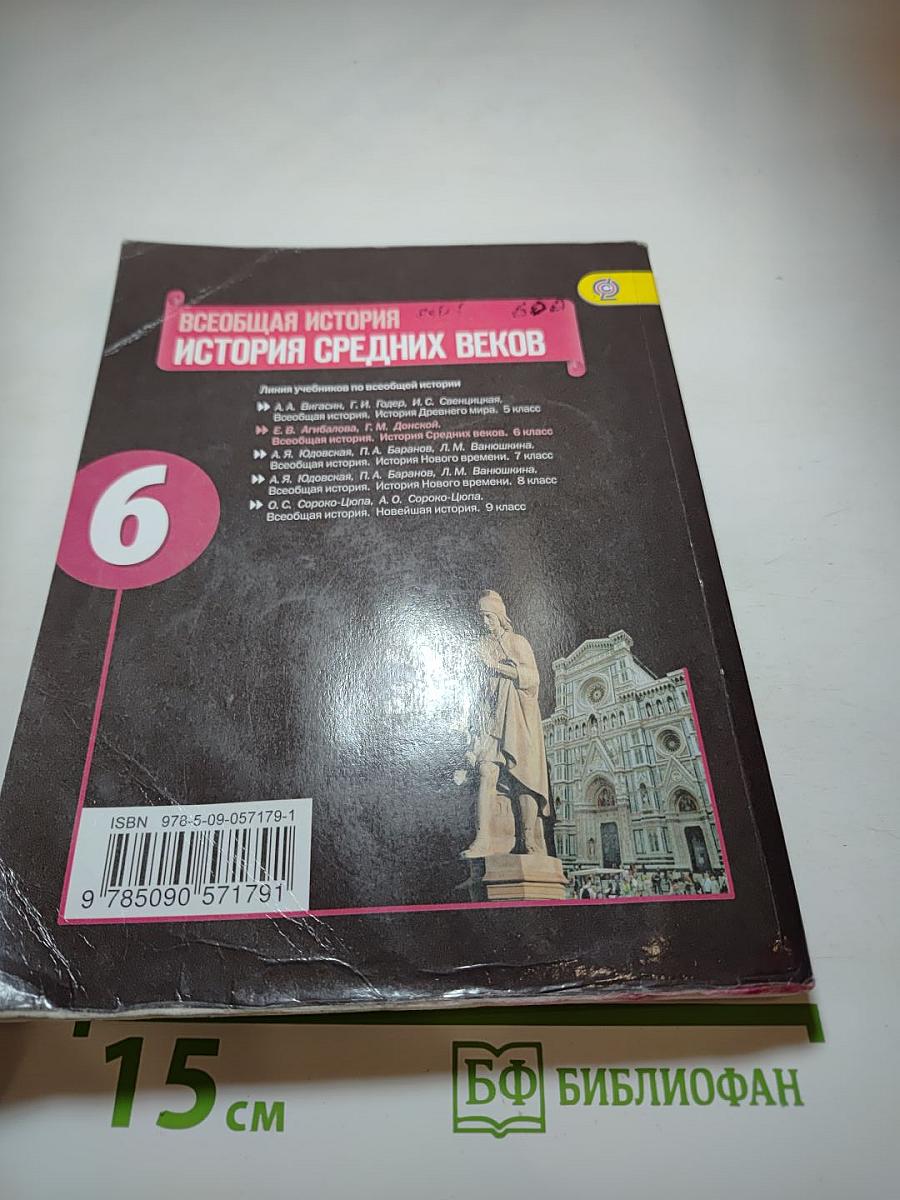 ВСЕОБЩАЯ ИСТОРИЯ
ИСТОРИЯ СРЕДНИХ ВЕКОВ
Линия учебников по всеобщей истории
А. А. Вигасин, Г. И. Годер, И. С. Свенцицкая.
Всеобщая история. История Древнего мира. 5 класс
Е. В. Агибалова, Г. М. Донской.
Всеобщая история. История Средних веков. 6 класс
А. Я. Юдовская, П. А. Баранов, Л. М. Ванюшкина.
Всеобщая история. История Нового времени. 7 класс
А. Я. Юдовская, П. А. Баранов, Л. М. Ванюшкина.
Всеобщая история. История Нового времени. 8 класс
О. С. Сороко-Цюпа, А. О. Сороко-Цюпа.
Всеобщая история. Новейшая история. 9 класс
6
ISBN 978-5-09-057179-1
9 785090 571791
15 см
БФ БИБЛИОФАН